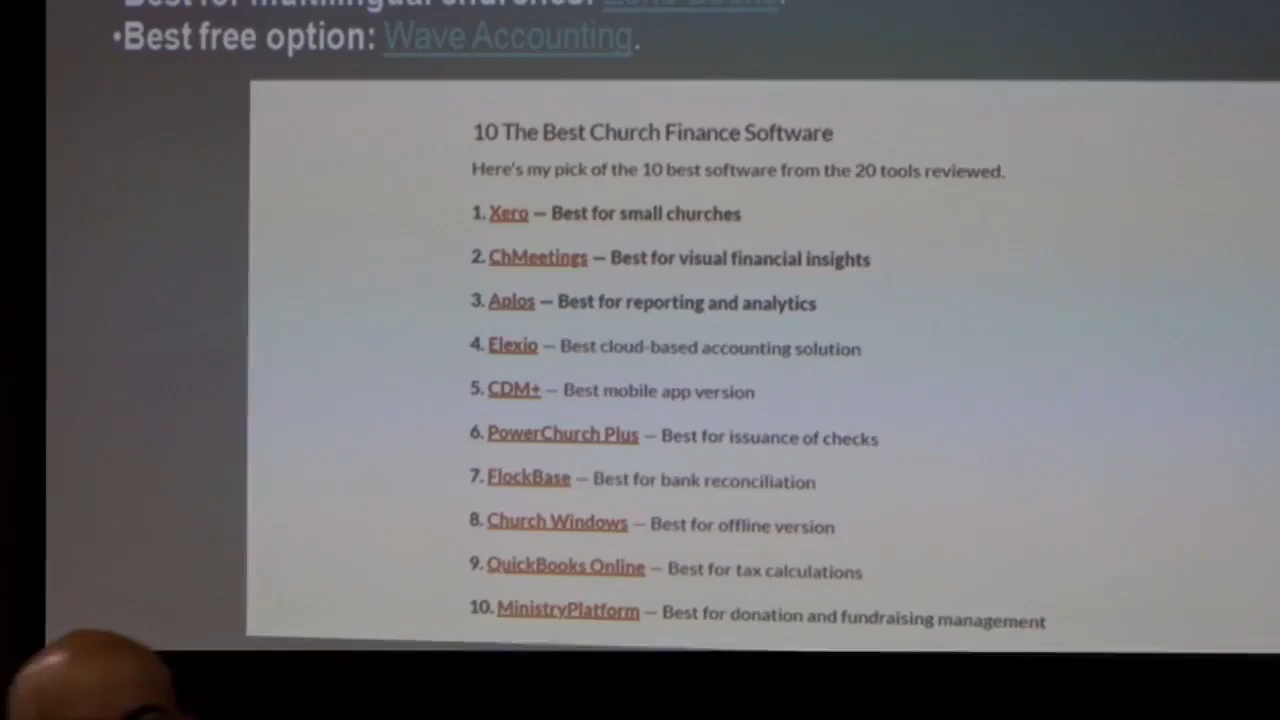 •Best for multilingual churches:
•Best free option: Wave Accounting.
10 The Best Church Finance Software
Here's my pick of the 10 best software from the 20 tools reviewed.
1. Xero — Best for small churches
2. ChMeetings — Best for visual financial insights
3. Aplos — Best for reporting and analytics
4. Elexio — Best cloud-based accounting solution
5. CDM+ — Best mobile app version
6. PowerChurch Plus — Best for issuance of checks
7. FlockBase — Best for bank reconciliation
8. Church Windows — Best for offline version
9. QuickBooks Online — Best for tax calculations
10. MinistryPlatform — Best for donation and fundraising management